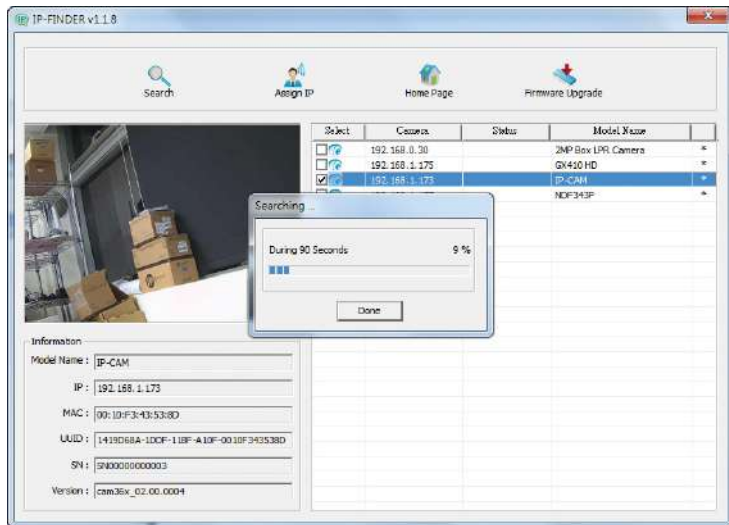 IP-FINDER v1.1.8
Search
Assign IP
Home Page
Firmware Upgrade
Select Camera Status Model Name
192.168.0.30 2MP Box LPR Camera *
192.168.1.175 GX410 HD *
192.168.1.173 IP-CAM *
NDF343P
Searching ...
During 90 Seconds 9 %
Done
Information
Model Name : IP-CAM
IP : 192.168.1.173
MAC : 00:10:F3:43:53:8D
UUID : 1419D68A-1DDF-11BF-A10F-0010F343538D
SN : SN00000000003
Version : cam36x_02.00.0004